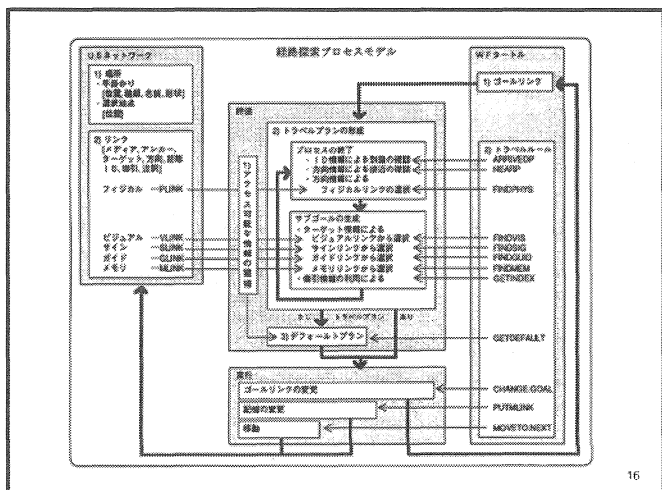 経路探索プロセスモデル
USネットワーク
1) 場所
・手掛かり
[位置, 種類, 名前, 形状]
・選択地点
[位置]
2) リンク
[メディア, アンカー,
ターゲット, 方向, 距離
ID, 索引, 注釈]
フィジカル PLINK
ビジュアル VLINK
サイン SLINK
ガイド GLINK
メモリ MLINK
1) アクセス可能な情報の
2) トラベルプランの形成
プロセスの終了
・ID情報による到着の確認
・方向情報による接近の確認
・方向情報による
フィジカルリンクの選択
サブゴールの生成
・ターゲット情報による
ビジュアルリンクから選択
サインリンクから選択
ガイドリンクから選択
メモリリンクから選択
・索引情報の利用による
なし トラベルプラン あり
3) デフォールトプラン
実行
ゴールリンクの変更
記憶の変更
移動
WFタートル
1) ゴールリンク
2) トラベルルール
ARRIVEDP
NEARP
FINDPHYS
FINDVIS
FINDSIG
FINDGUID
FINDMEM
GETINDEX
GETDEFAULT
CHANGE.GOAL
PUTMLINK
MOVETO.NEXT
16